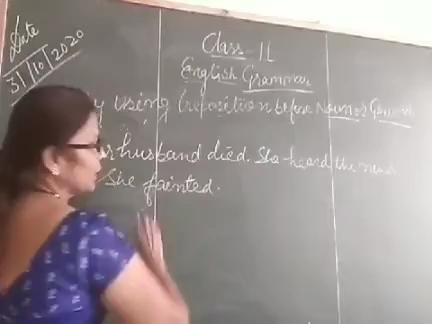 Date
31/10/2020
Class-11
English Grammar
y using Preposition before Noun or Gerund
r husband died. She heard the news
She fainted.